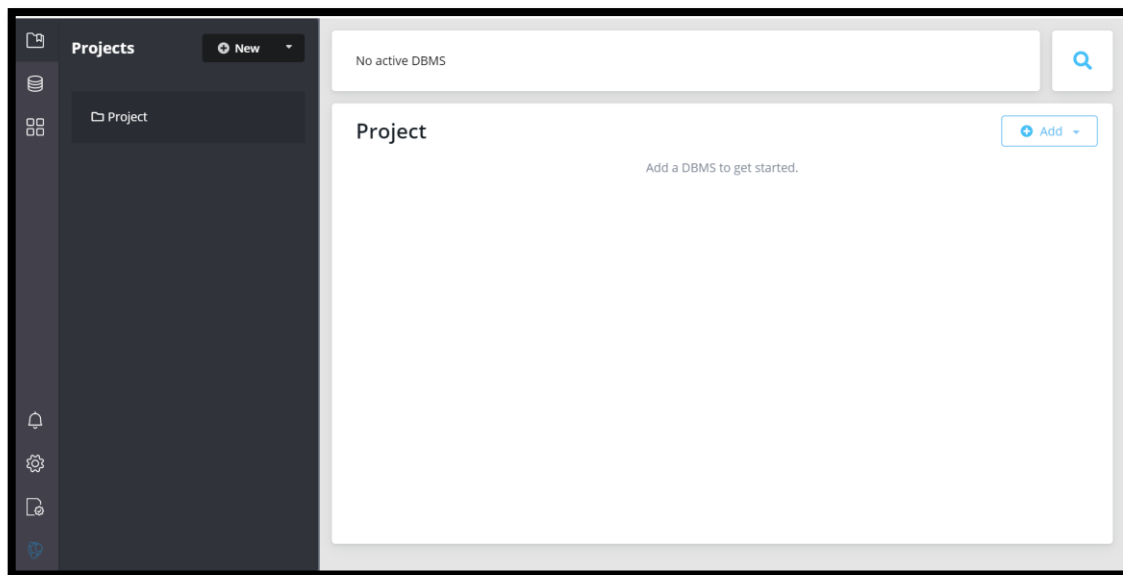 Projects
New
Project
No active DBMS
Project
Add
Add a DBMS to get started.